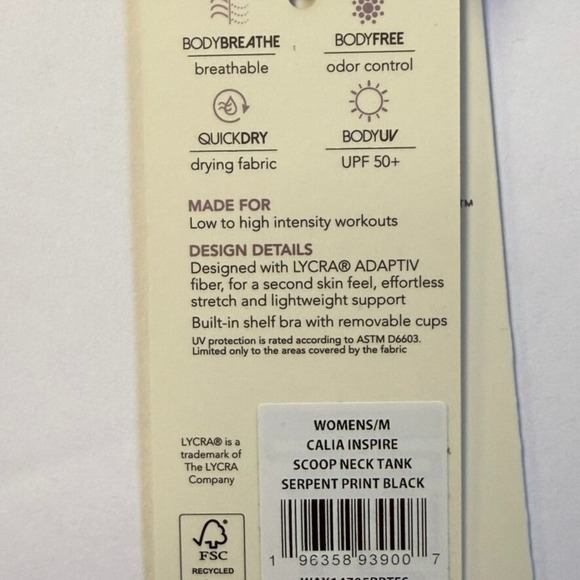 BODYBREATHE
breathable
BODYFREE
odor control
QUICKDRY
drying fabric
BODYUV
UPF 50+
MADE FOR
Low to high intensity workouts
DESIGN DETAILS
Designed with LYCRA® ADAPTIV
fiber, for a second skin feel, effortless
stretch and lightweight support
Built-in shelf bra with removable cups
UV protection is rated according to ASTM D6603.
Limited only to the areas covered by the fabric
LYCRA® is a
trademark of
The LYCRA
Company
FSC
RECYCLED
WOMENS/M
CALIA INSPIRE
SCOOP NECK TANK
SERPENT PRINT BLACK
1 96358 93900 7
TM